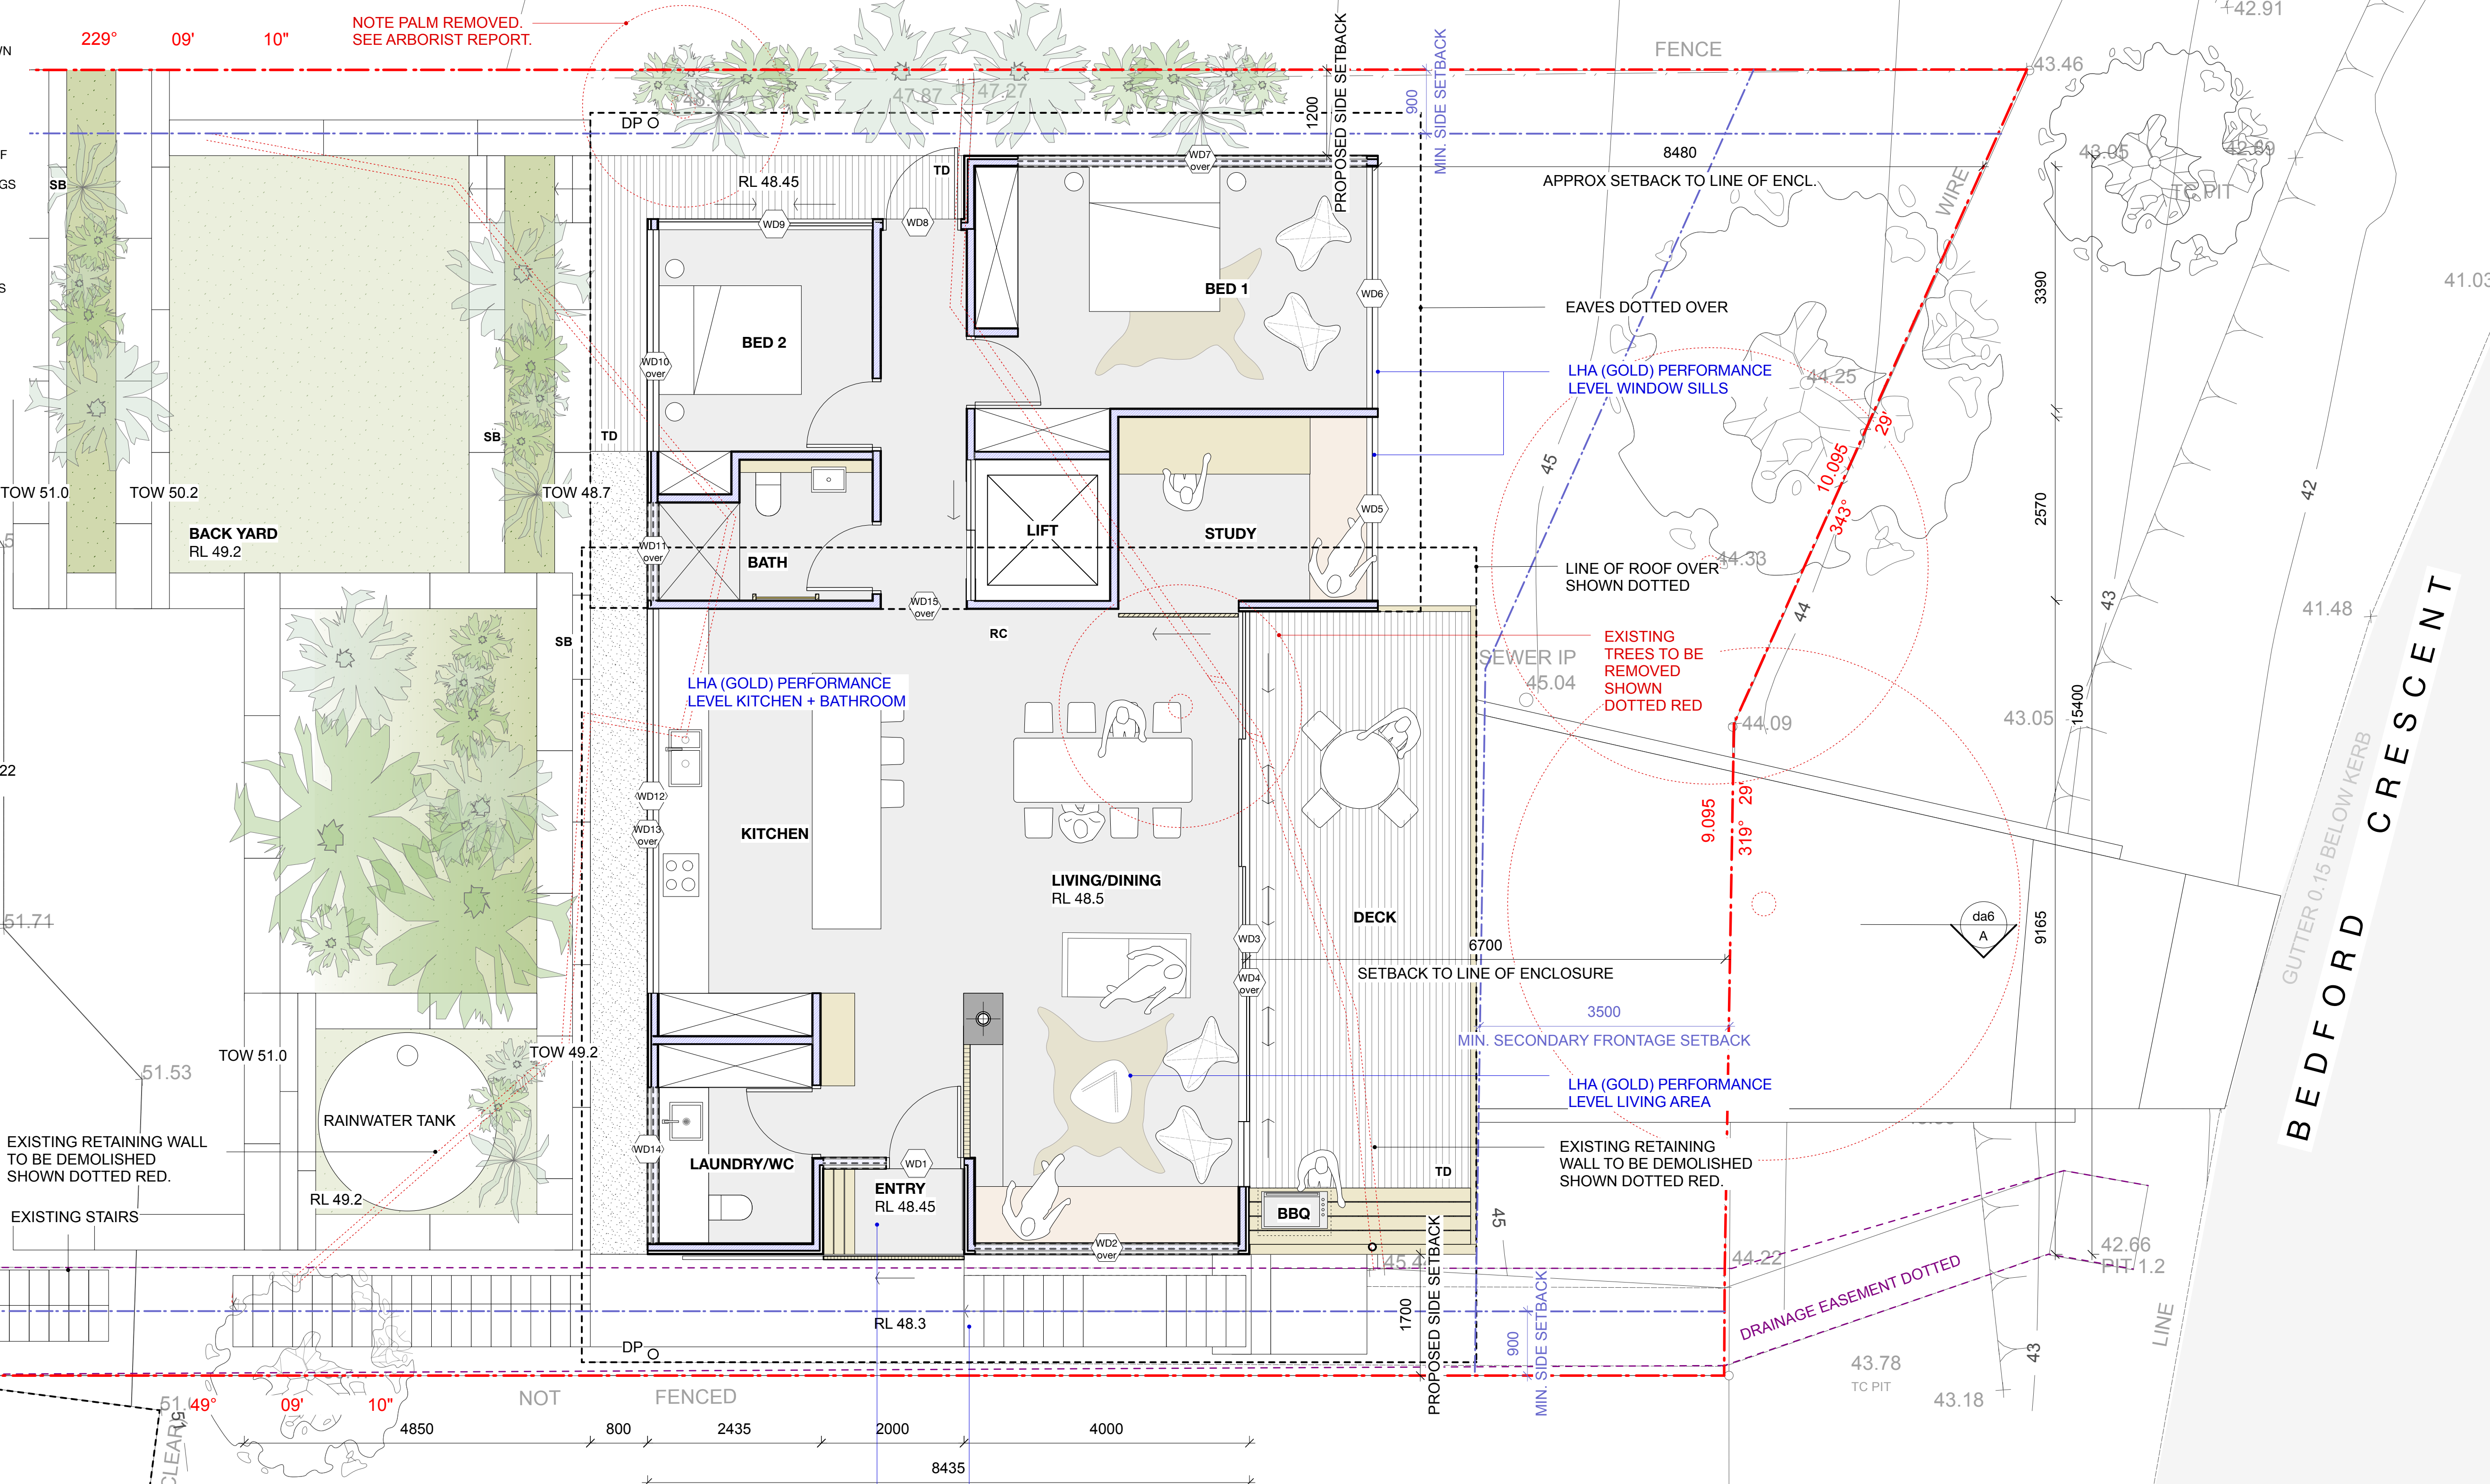 NOTE PALM REMOVED.
SEE ARBORIST REPORT.
229° 09' 10"
FENCE
42.91
43.46
48.44
47.87
47.27
1200
PROPOSED SIDE SETBACK
900
MIN. SIDE SETBACK
DP
8480
APPROX SETBACK TO LINE OF ENCL.
WIRE
43.05
42.89
TC PIT
41.03
SB
RL 48.45
TD
WD7
over
WD9
WD8
BED 1
WD6
EAVES DOTTED OVER
3390
BED 2
WD10
over
LHA (GOLD) PERFORMANCE
LEVEL WINDOW SILLS
44.25
29'
10.095
343°
SB
TD
45
42
TOW 51.0
TOW 50.2
TOW 48.7
BACK YARD
RL 49.2
WD11
over
BATH
LIFT
STUDY
WD5
2570
44.33
LINE OF ROOF OVER
SHOWN DOTTED
43
44
41.48
WD15
over
RC
SB
LHA (GOLD) PERFORMANCE
LEVEL KITCHEN + BATHROOM
SEWER IP
45.04
EXISTING
TREES TO BE
REMOVED
SHOWN
DOTTED RED
44.09
43.05
15400
BEDFORD CRESCENT
GUTTER 0.15 BELOW KERB
LINE
22
WD12
WD13
over
KITCHEN
9.095
29'
319°
LIVING/DINING
RL 48.5
DECK
51.71
WD3
WD4
over
6700
SETBACK TO LINE OF ENCLOSURE
da6
A
9165
3500
MIN. SECONDARY FRONTAGE SETBACK
TOW 51.0
TOW 49.2
51.53
LHA (GOLD) PERFORMANCE
LEVEL LIVING AREA
RAINWATER TANK
EXISTING RETAINING WALL
TO BE DEMOLISHED
SHOWN DOTTED RED.
WD14
LAUNDRY/WC
WD1
ENTRY
RL 48.45
TD
EXISTING RETAINING
WALL TO BE DEMOLISHED
SHOWN DOTTED RED.
RL 49.2
EXISTING STAIRS
BBQ
WD2
over
45
44.22
42.66
PIT 1.2
DRAINAGE EASEMENT DOTTED
RL 48.3
DP
1700
PROPOSED SIDE SETBACK
900
MIN. SIDE SETBACK
43
43.78
TC PIT
43.18
49° 09' 10"
NOT FENCED
CLEAR
4850
800
2435
2000
4000
8435